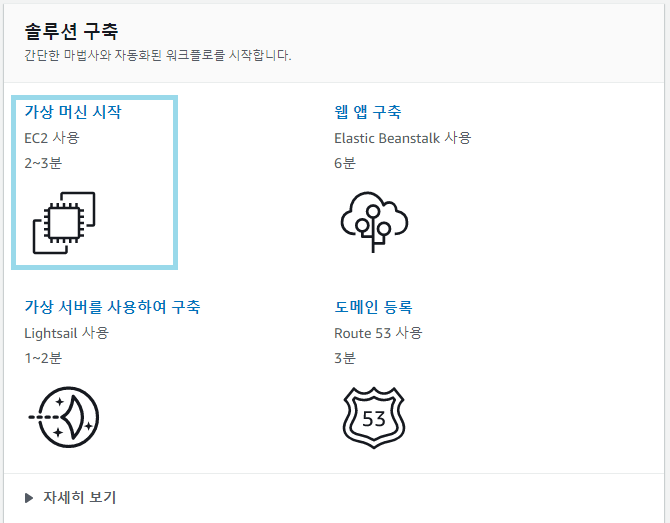 솔루션 구축
간단한 마법사와 자동화된 워크플로를 시작합니다.
가상 머신 시작
EC2 사용
2~3분
웹 앱 구축
Elastic Beanstalk 사용
6분
가상 서버를 사용하여 구축
Lightsail 사용
1~2분
도메인 등록
Route 53 사용
3분
53
자세히 보기